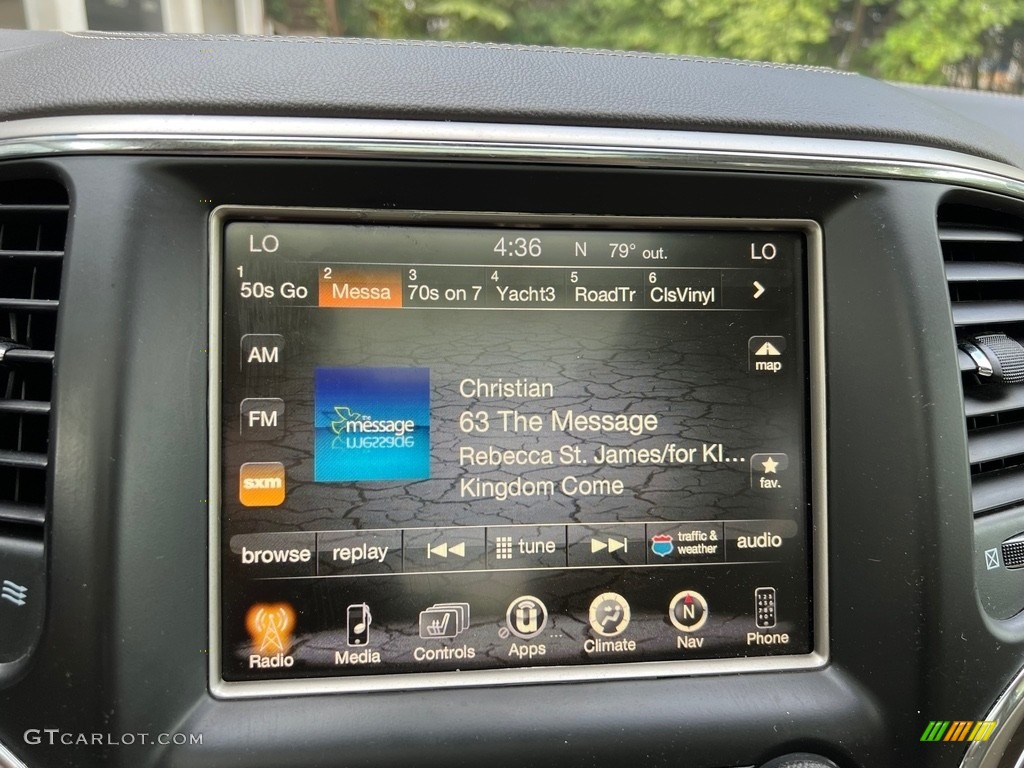 LO 4:36 N 79° out. LO
1 50s Go 2 Messa 3 70s on 7 4 Yacht3 5 RoadTr 6 ClsVinyl
AM
map
FM
the message
Christian
63 The Message
Rebecca St. James/for KI...
Kingdom Come
fav.
sxm
browse replay tune traffic & weather audio
Radio Media Controls Apps ... Climate N Nav Phone
GTCARLOT.COM